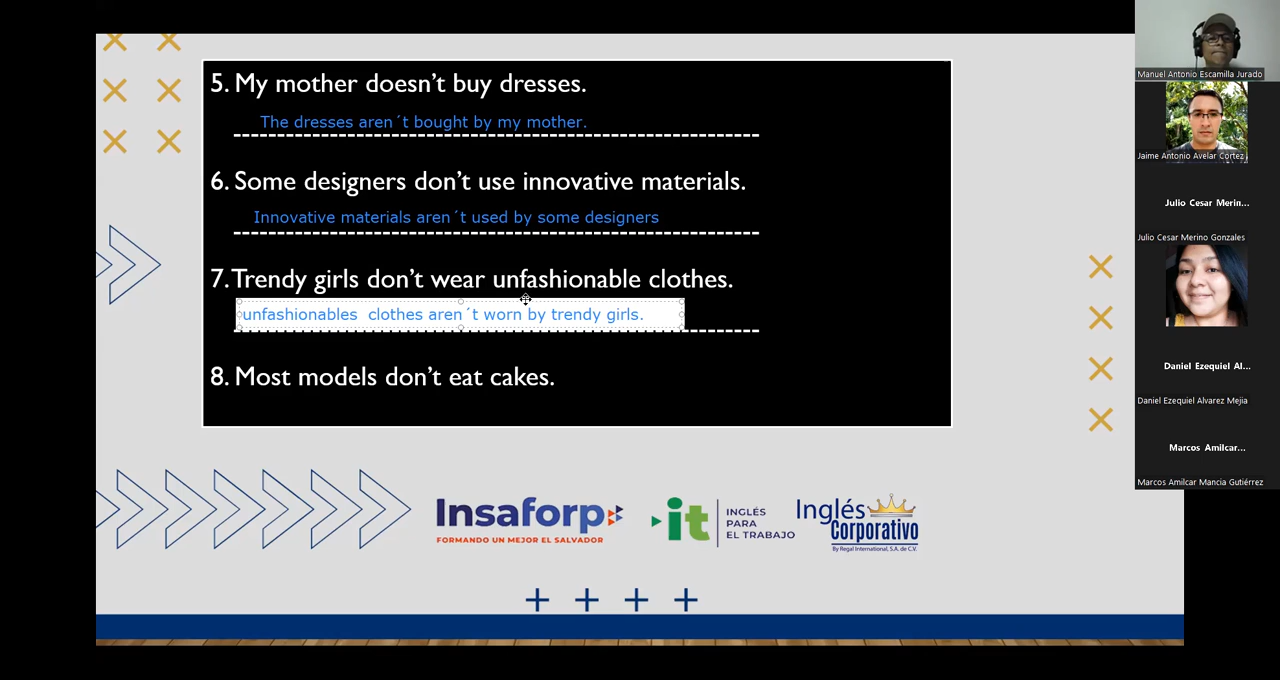 5. My mother doesn’t buy dresses.
The dresses aren´t bought by my mother.
6. Some designers don’t use innovative materials.
Innovative materials aren´t used by some designers
7. Trendy girls don’t wear unfashionable clothes.
unfashionables  clothes aren´t worn by trendy girls.
8. Most models don’t eat cakes.
Insaforp
FORMANDO UN MEJOR EL SALVADOR
it
INGLÉS
PARA
EL TRABAJO
Inglés
Corporativo
By Regal International, S.A. de C.V.
Manuel Antonio Escamilla Jurado
Jaime Antonio Avelar Cortez
Julio Cesar Merin...
Julio Cesar Merino Gonzales
Daniel Ezequiel Al...
Daniel Ezequiel Alvarez Mejia
Marcos Amilcar...
Marcos Amilcar Mancia Gutiérrez